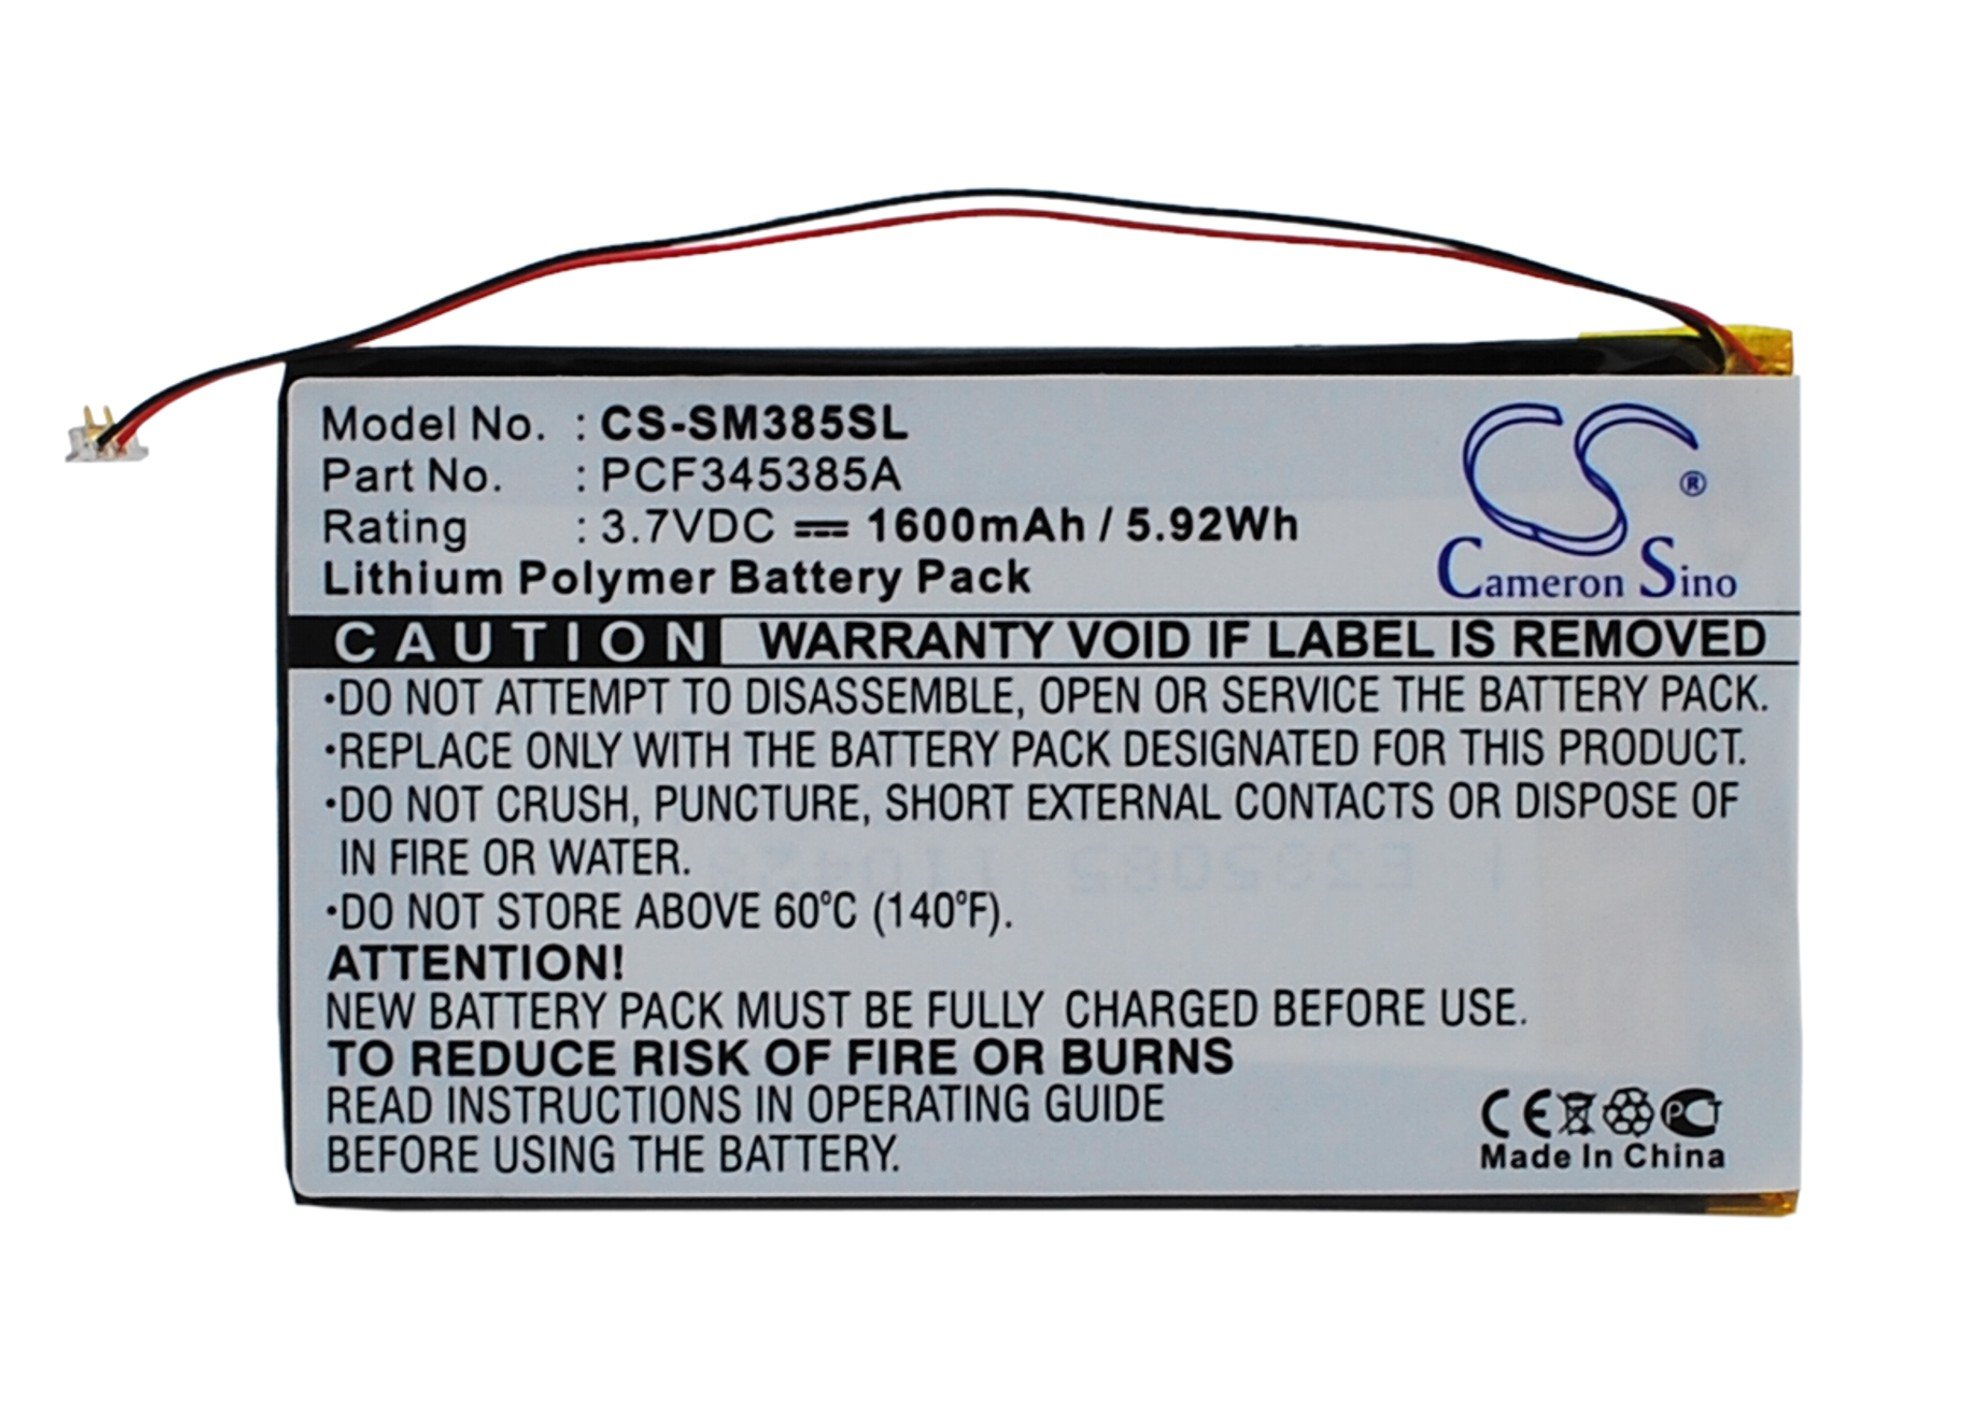 Model No. : CS-SM385SL
Part No. : PCF345385A
Rating : 3.7VDC ⎓ 1600mAh / 5.92Wh
Lithium Polymer Battery Pack
CS ®
Cameron Sino
CAUTION WARRANTY VOID IF LABEL IS REMOVED
·DO NOT ATTEMPT TO DISASSEMBLE, OPEN OR SERVICE THE BATTERY PACK.
·REPLACE ONLY WITH THE BATTERY PACK DESIGNATED FOR THIS PRODUCT.
·DO NOT CRUSH, PUNCTURE, SHORT EXTERNAL CONTACTS OR DISPOSE OF
IN FIRE OR WATER.
·DO NOT STORE ABOVE 60°C (140°F).
ATTENTION!
NEW BATTERY PACK MUST BE FULLY CHARGED BEFORE USE.
TO REDUCE RISK OF FIRE OR BURNS
READ INSTRUCTIONS IN OPERATING GUIDE
BEFORE USING THE BATTERY.
CE PCT
Made In China